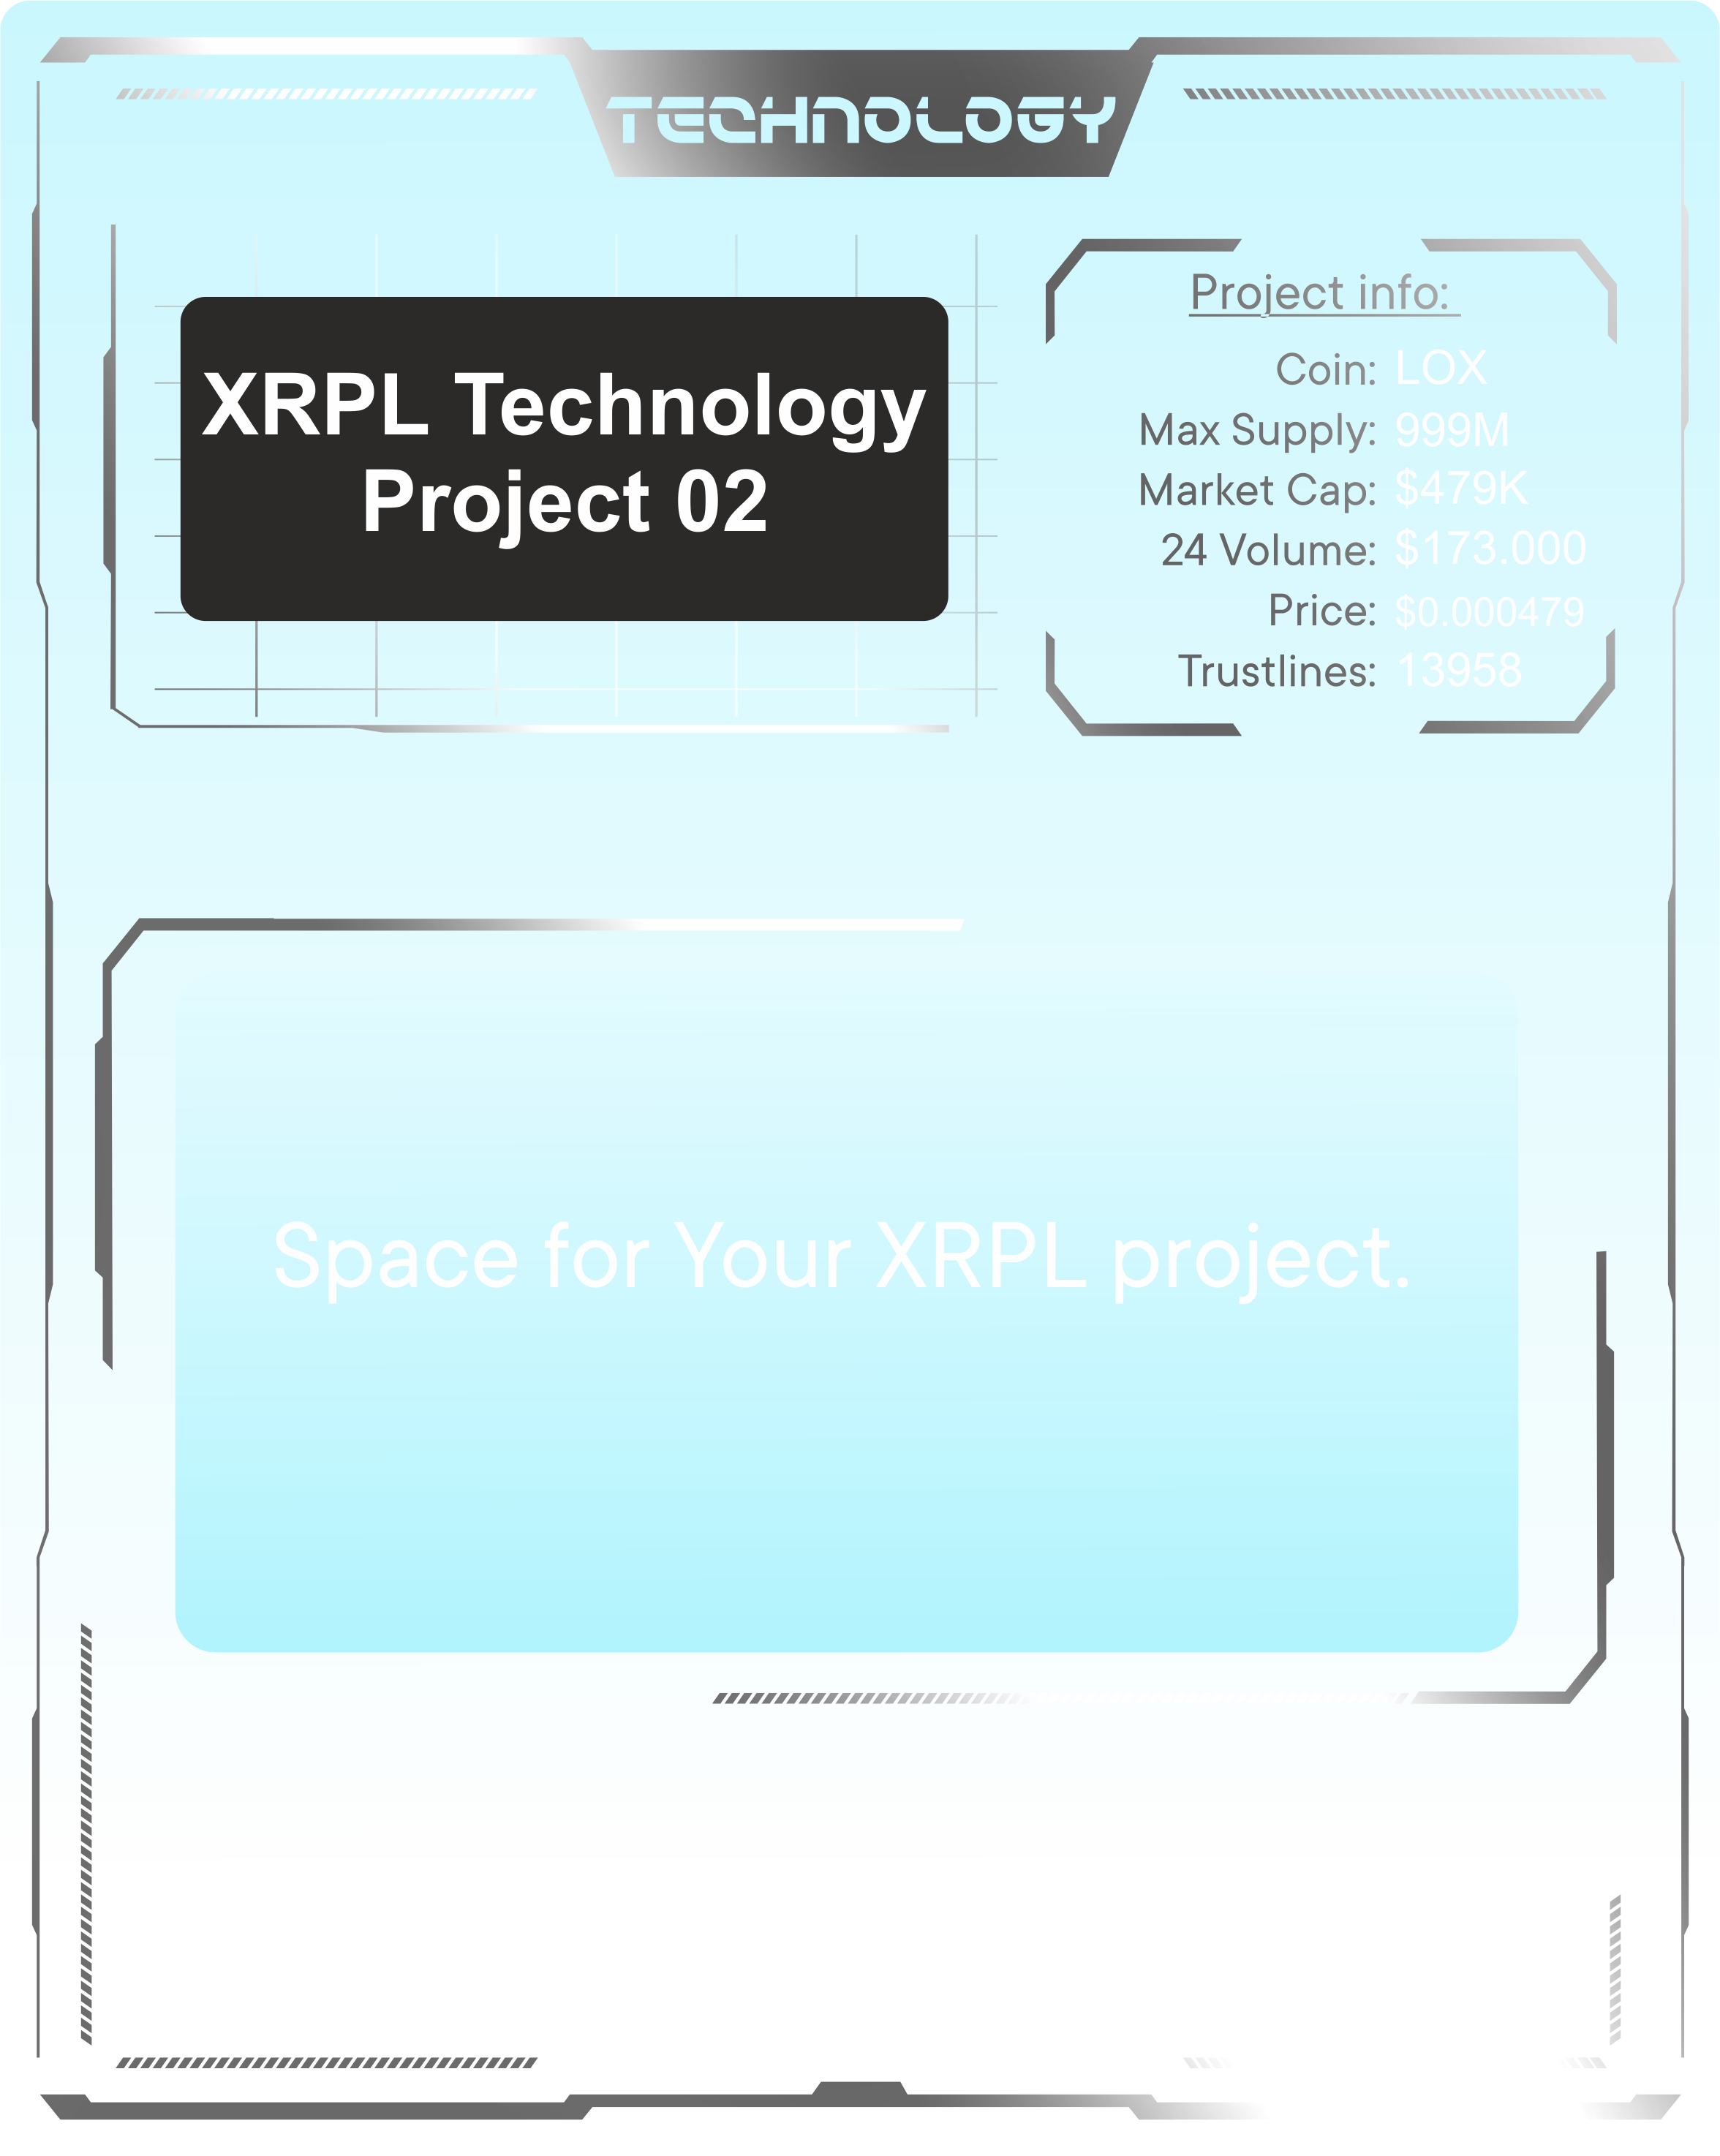 TECHNOLOGY
XRPL Technology
Project 02
Project info:
Coin: LOX
Max Supply: 999M
Market Cap: $479K
24 Volume: $173.000
Price: $0.000479
Trustlines: 13958
Space for Your XRPL project.